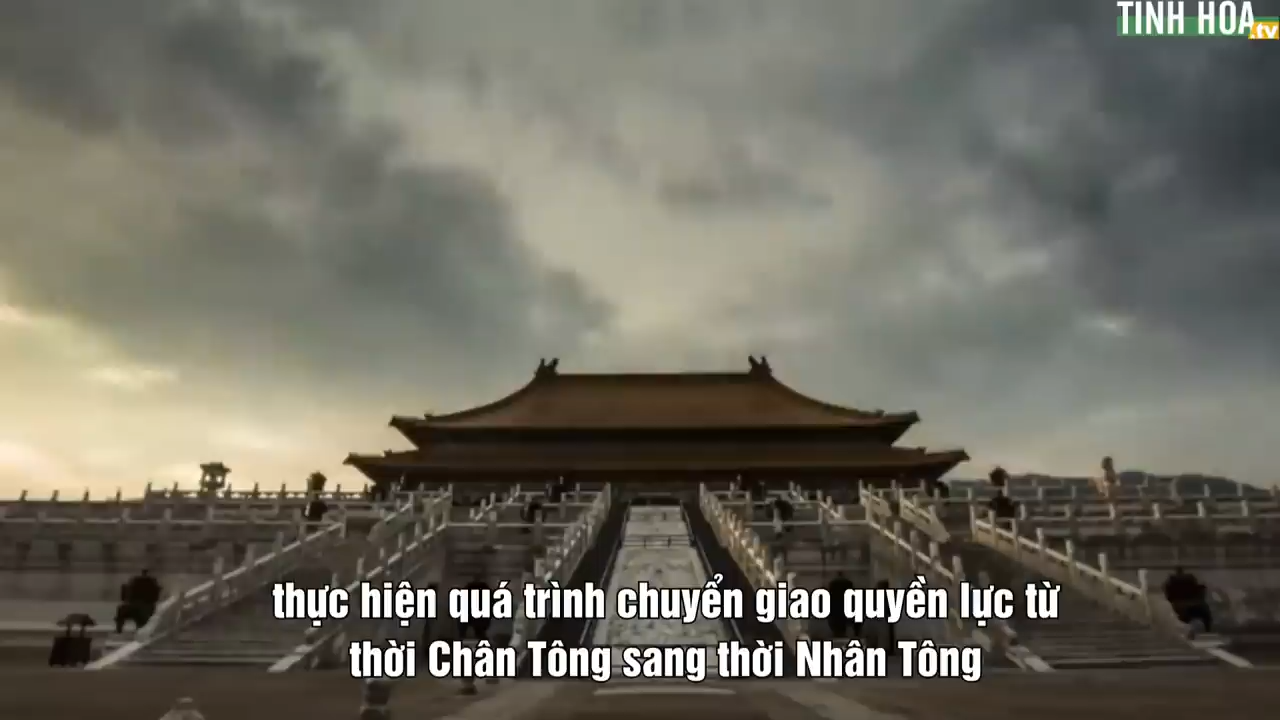 TINH HOA
.tv
thực hiện quá trình chuyển giao quyền lực từ
thời Chân Tông sang thời Nhân Tông